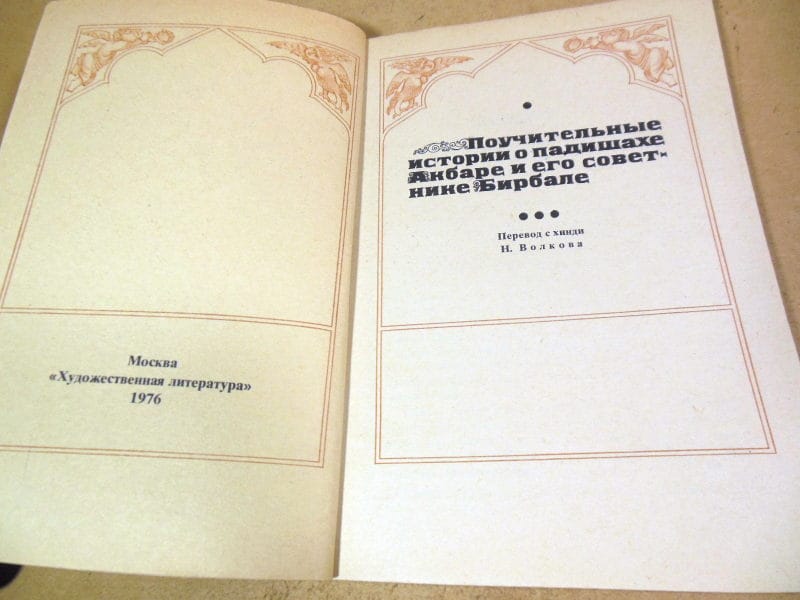 Москва
«Художественная литература»
1976
Поучительные
истории о падишахе
Акбаре и его совет-
нике Бирбале
Перевод с хинди
Н. Волкова